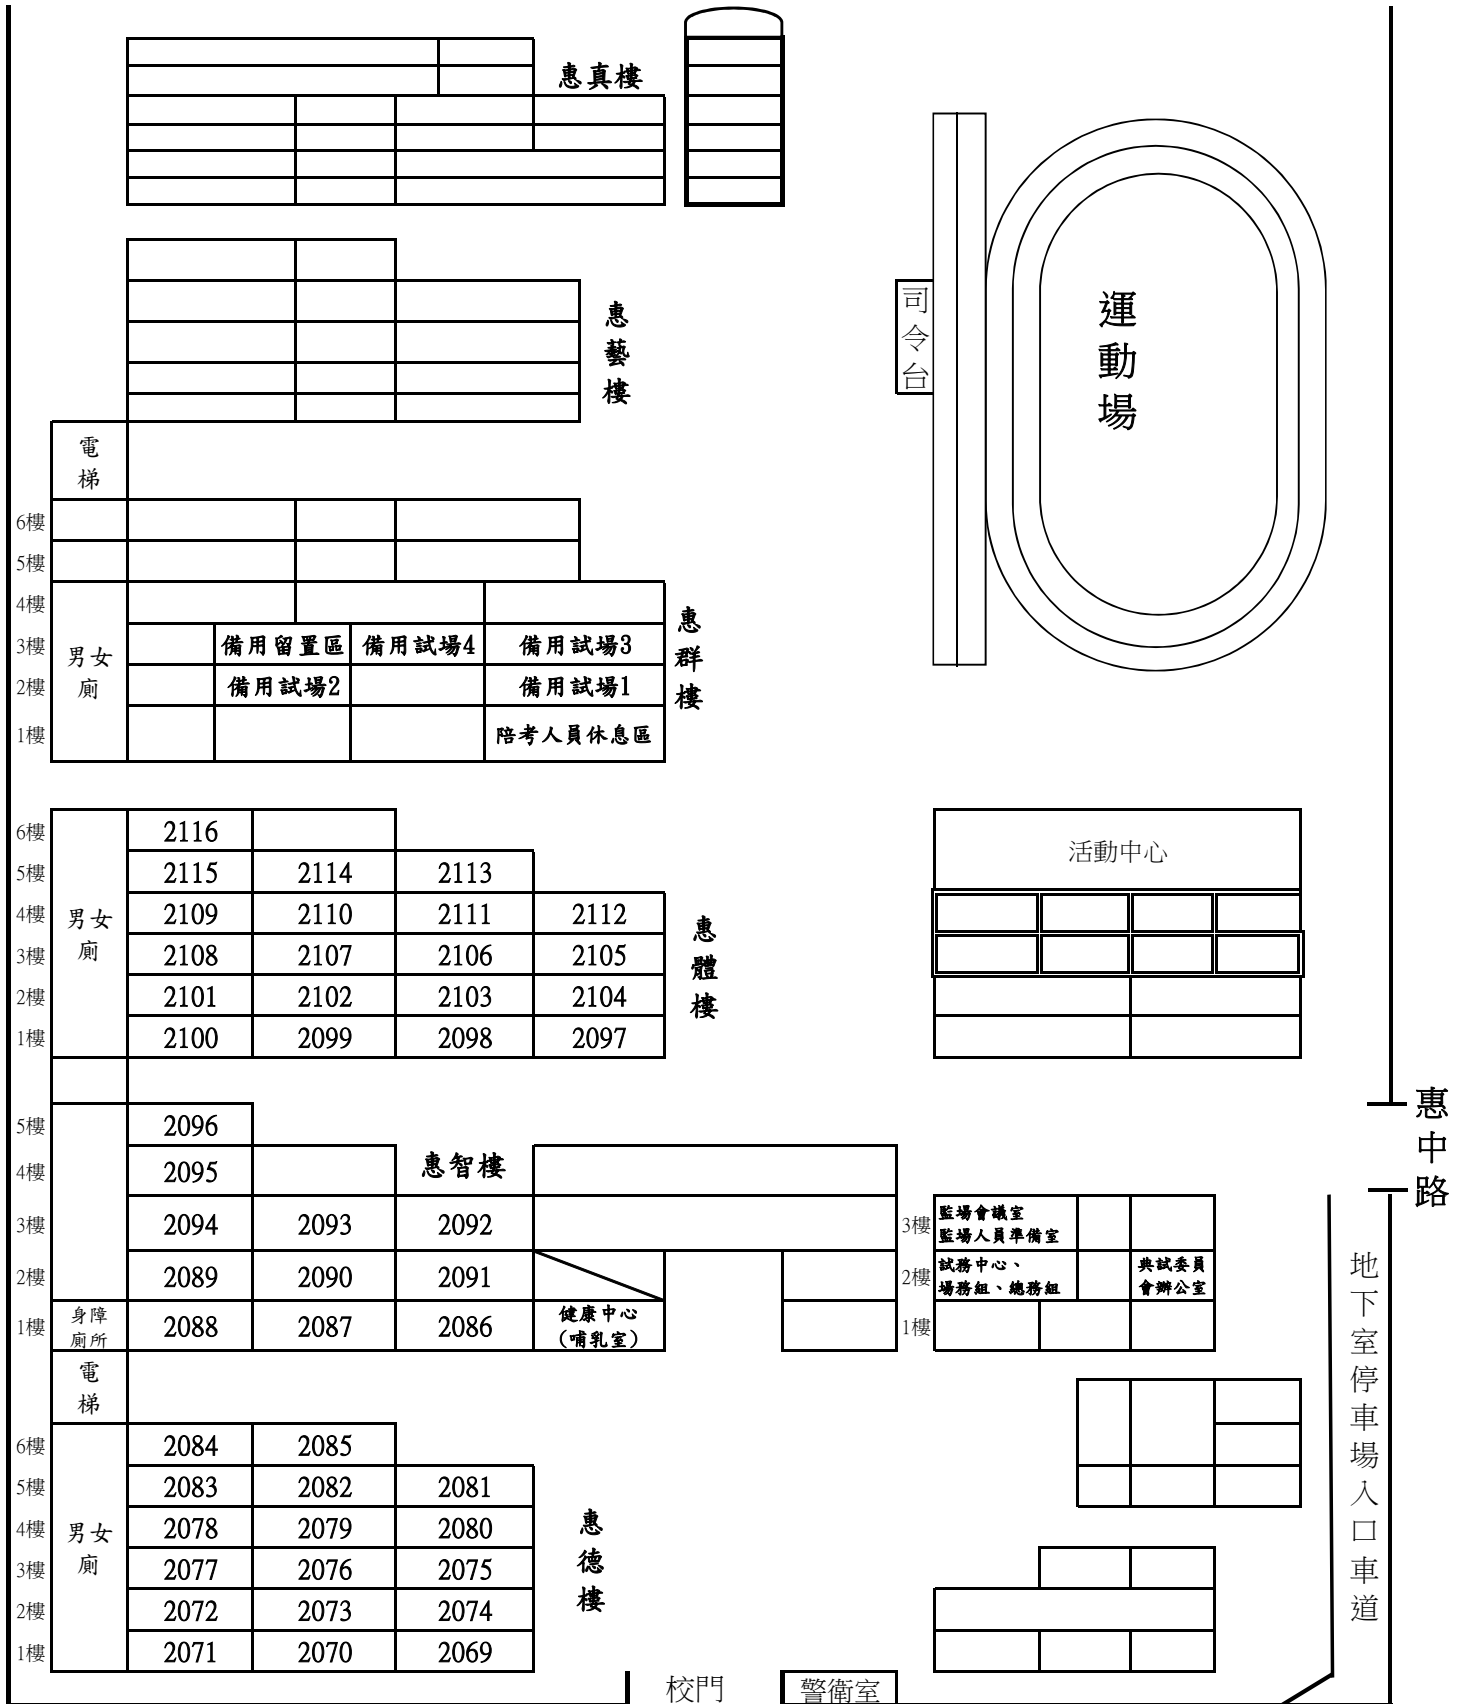 惠真樓
惠藝樓
司令台
運動場
電梯
6樓
5樓
4樓
3樓 男女廁 備用留置區 備用試場4 備用試場3
2樓 備用試場2 備用試場1
1樓 陪考人員休息區
惠群樓
6樓 2116
5樓 2115 2114 2113
4樓 男女廁 2109 2110 2111 2112
3樓 2108 2107 2106 2105
2樓 2101 2102 2103 2104
1樓 2100 2099 2098 2097
惠體樓
活動中心
惠中路
5樓 2096
4樓 2095 惠智樓
3樓 2094 2093 2092
2樓 2089 2090 2091
1樓 身障廁所 2088 2087 2086 健康中心
(哺乳室)
3樓 監場會議室
監場人員準備室
2樓 試務中心、 典試委員
場務組、總務組 會辦公室
1樓
地下室停車場入口車道
電梯
6樓 2084 2085
5樓 2083 2082 2081
4樓 男女廁 2078 2079 2080
3樓 2077 2076 2075
2樓 2072 2073 2074
1樓 2071 2070 2069
惠德樓
校門 警衛室